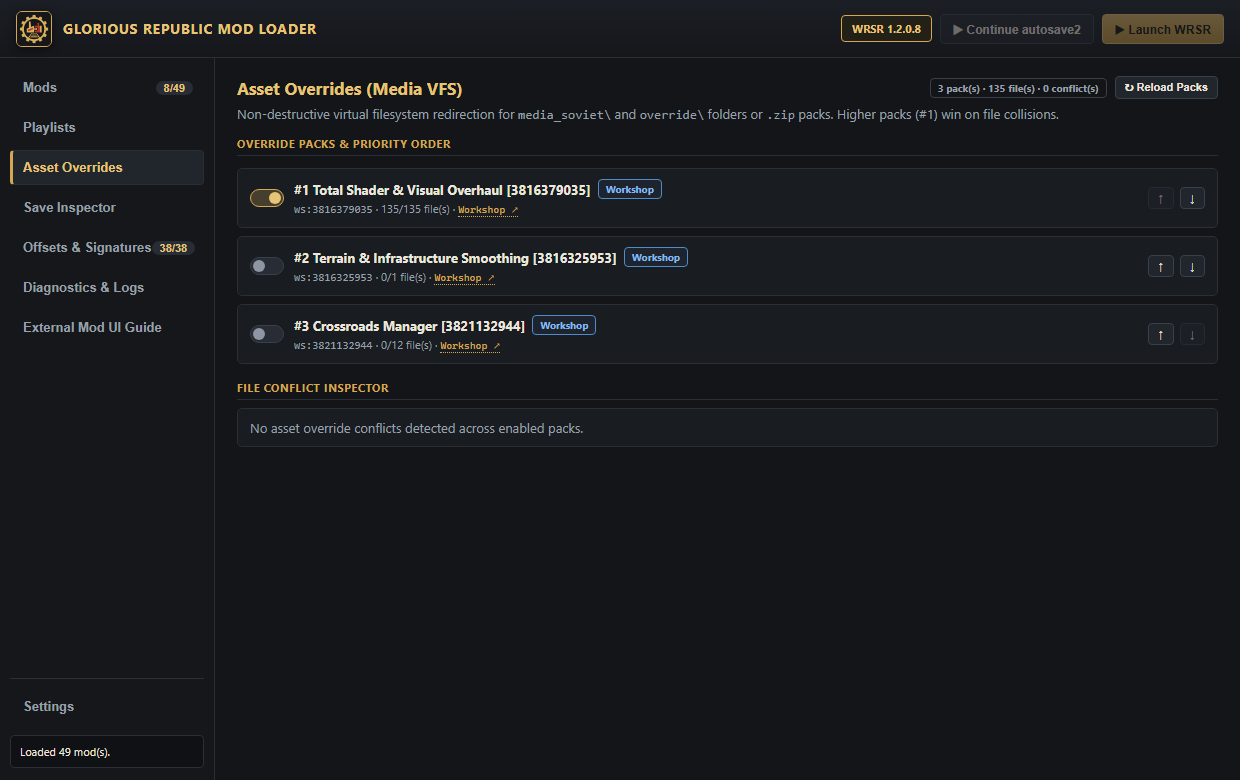 GLORIOUS REPUBLIC MOD LOADER
WRSR 1.2.0.8
▶ Continue autosave2
▶ Launch WRSR
Mods 8/49
Playlists
Asset Overrides
Save Inspector
Offsets & Signatures 38/38
Diagnostics & Logs
External Mod UI Guide
Settings
Loaded 49 mod(s).
Asset Overrides (Media VFS)
3 pack(s) · 135 file(s) · 0 conflict(s)
↻ Reload Packs
Non-destructive virtual filesystem redirection for media_soviet\ and override\ folders or .zip packs. Higher packs (#1) win on file collisions.
OVERRIDE PACKS & PRIORITY ORDER
#1 Total Shader & Visual Overhaul [3816379035] Workshop
ws:3816379035 · 135/135 file(s) · Workshop ↗
↑ ↓
#2 Terrain & Infrastructure Smoothing [3816325953] Workshop
ws:3816325953 · 0/1 file(s) · Workshop ↗
↑ ↓
#3 Crossroads Manager [3821132944] Workshop
ws:3821132944 · 0/12 file(s) · Workshop ↗
↑ ↓
FILE CONFLICT INSPECTOR
No asset override conflicts detected across enabled packs.